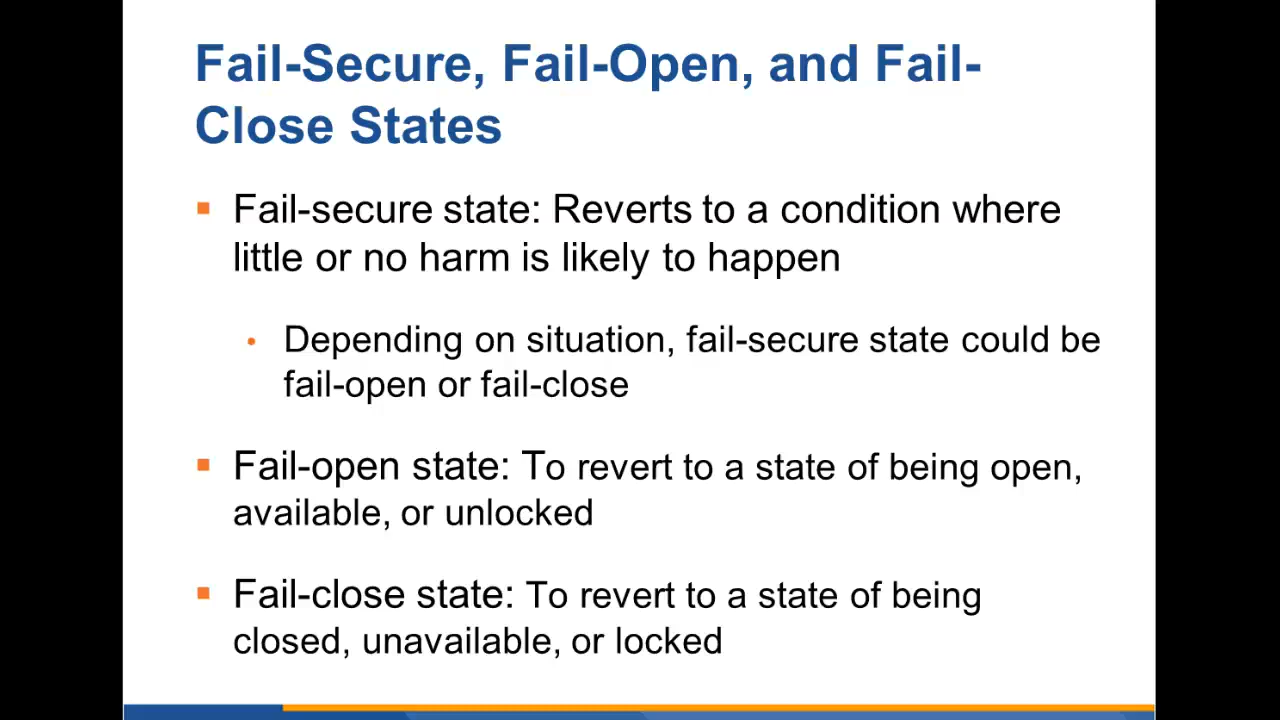 Fail-Secure, Fail-Open, and Fail-
Close States
Fail-secure state: Reverts to a condition where
little or no harm is likely to happen
Depending on situation, fail-secure state could be
fail-open or fail-close
Fail-open state: To revert to a state of being open,
available, or unlocked
Fail-close state: To revert to a state of being
closed, unavailable, or locked